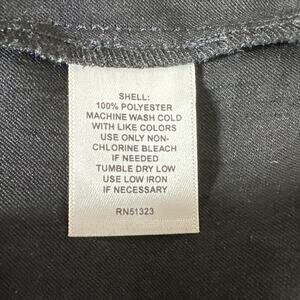 SHELL:
100% POLYESTER
MACHINE WASH COLD
WITH LIKE COLORS
USE ONLY NON-
CHLORINE BLEACH
IF NEEDED
TUMBLE DRY LOW
USE LOW IRON
IF NECESSARY
RN51323